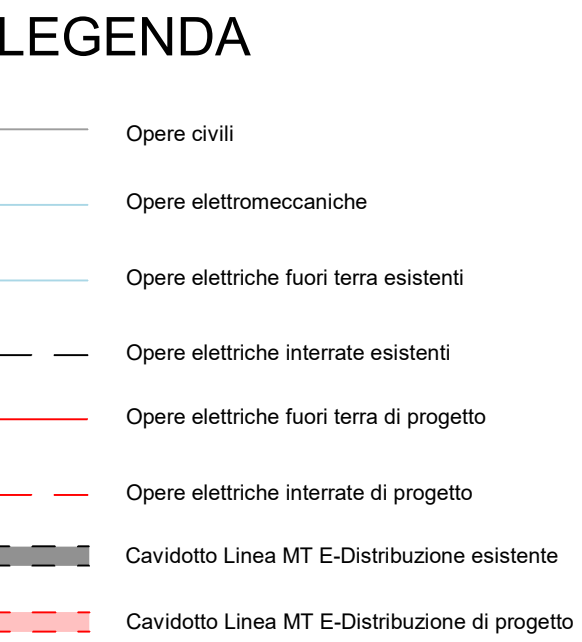 LEGENDA
Opere civili
Opere elettromeccaniche
Opere elettriche fuori terra esistenti
Opere elettriche interrate esistenti
Opere elettriche fuori terra di progetto
Opere elettriche interrate di progetto
Cavidotto Linea MT E-Distribuzione esistente
Cavidotto Linea MT E-Distribuzione di progetto